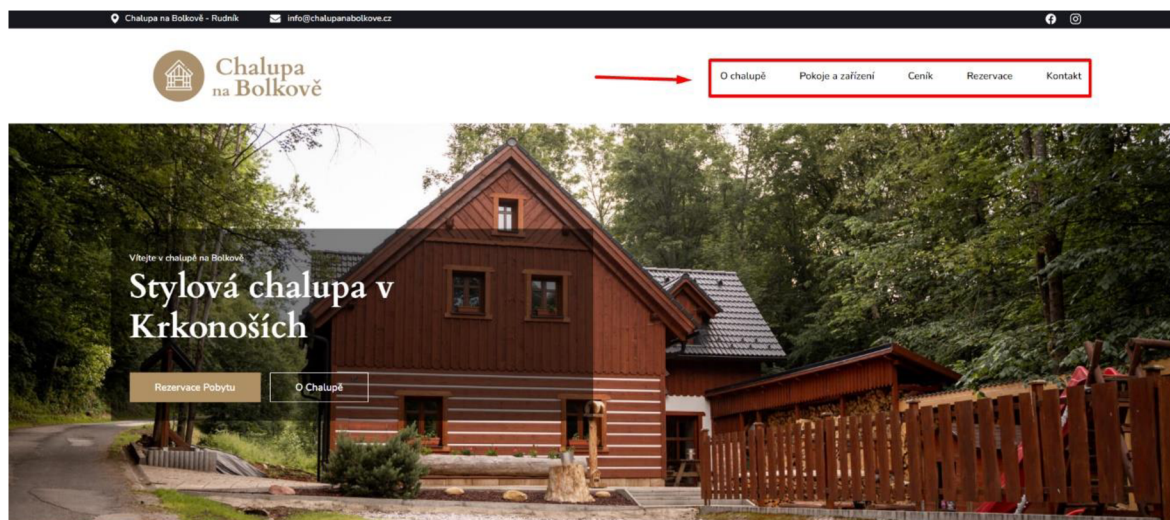 Chalupa na Bolkově - Rudník info@chalupanabolkove.cz
Chalupa
na Bolkově
O chalupě Pokoje a zařízení Ceník Rezervace Kontakt
Vítejte v chalupě na Bolkově
Stylová chalupa v
Krkonoších
Rezervace Pobytu O Chalupě